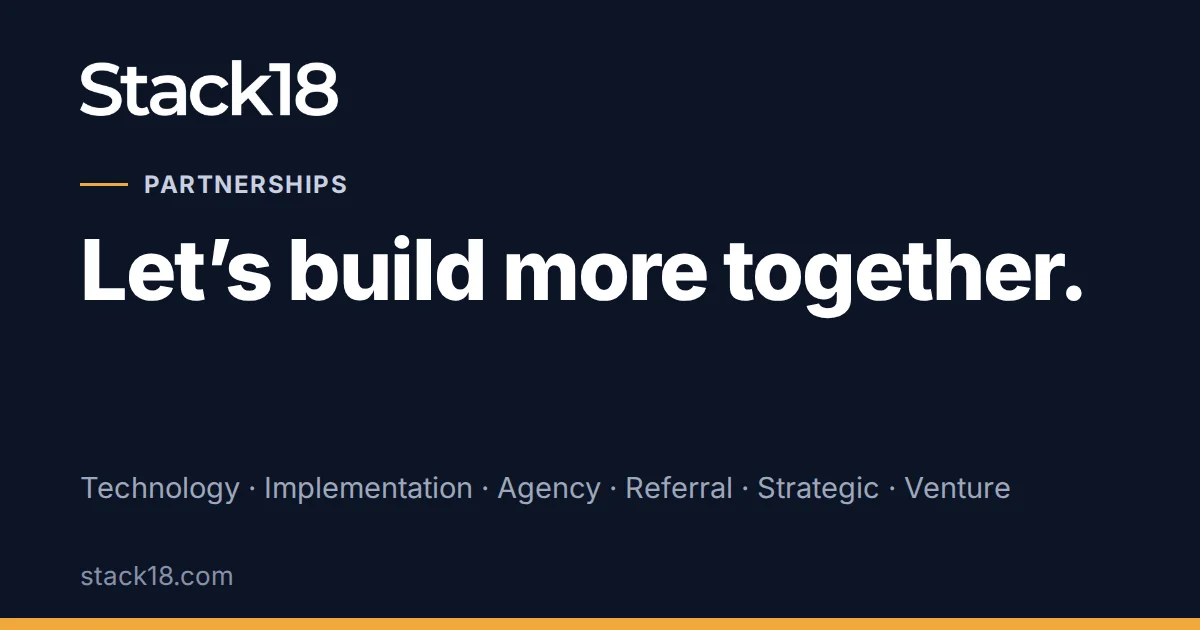 Stack18
PARTNERSHIPS
Let’s build more together.
Technology · Implementation · Agency · Referral · Strategic · Venture
stack18.com